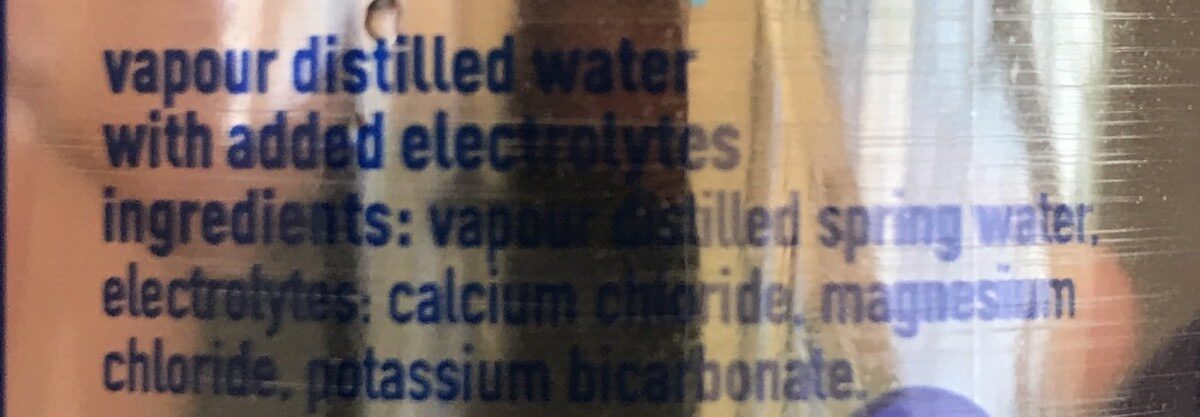 vapour distilled water
with added electrolytes
ingredients: vapour distilled spring water,
electrolytes: calcium chloride, magnesium
chloride, potassium bicarbonate.